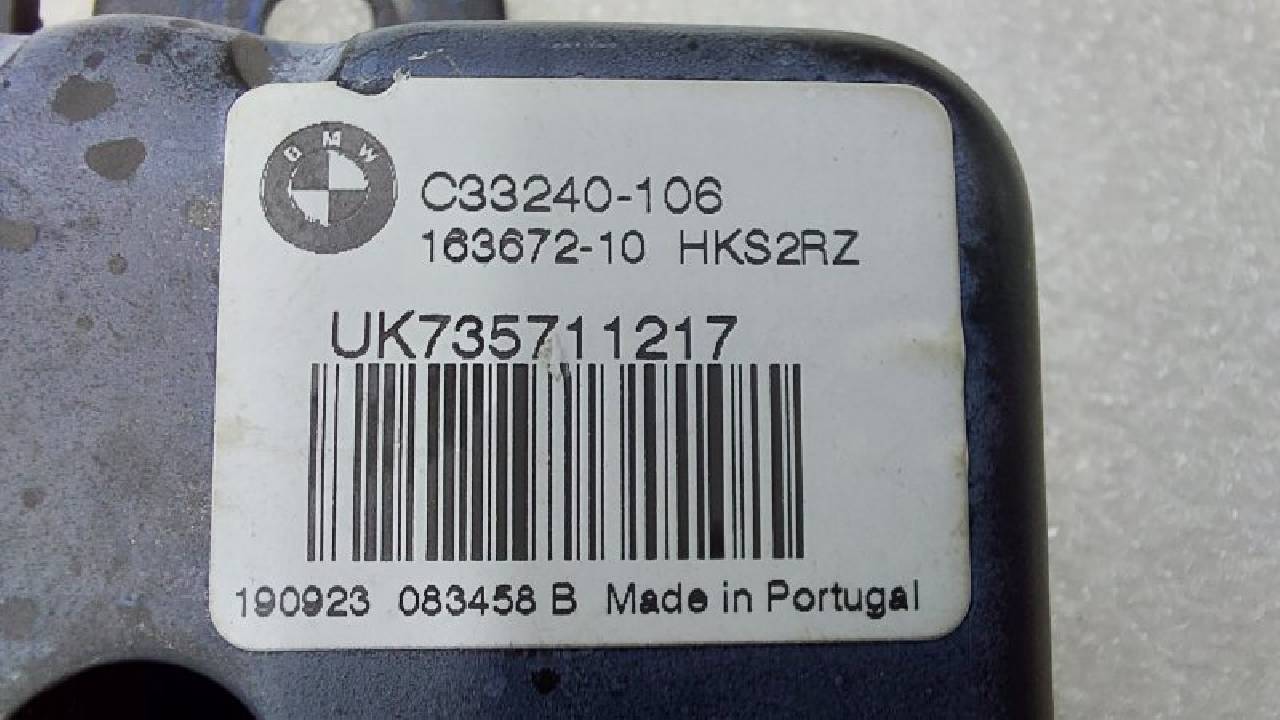 BMW
C33240-106
163672-10 HKS2RZ
UK735711217
190923 083458 B Made in Portugal